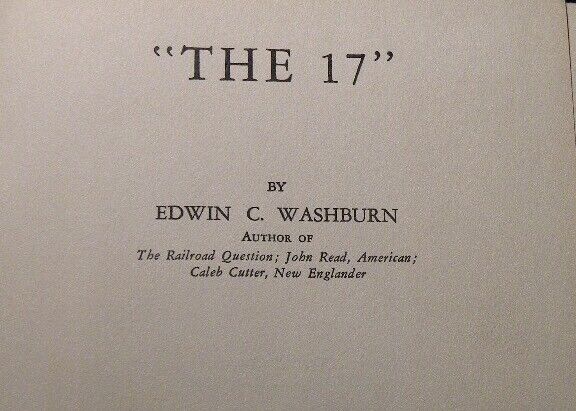 “THE 17”
BY
EDWIN C. WASHBURN
AUTHOR OF
The Railroad Question; John Read, American;
Caleb Cutter, New Englander